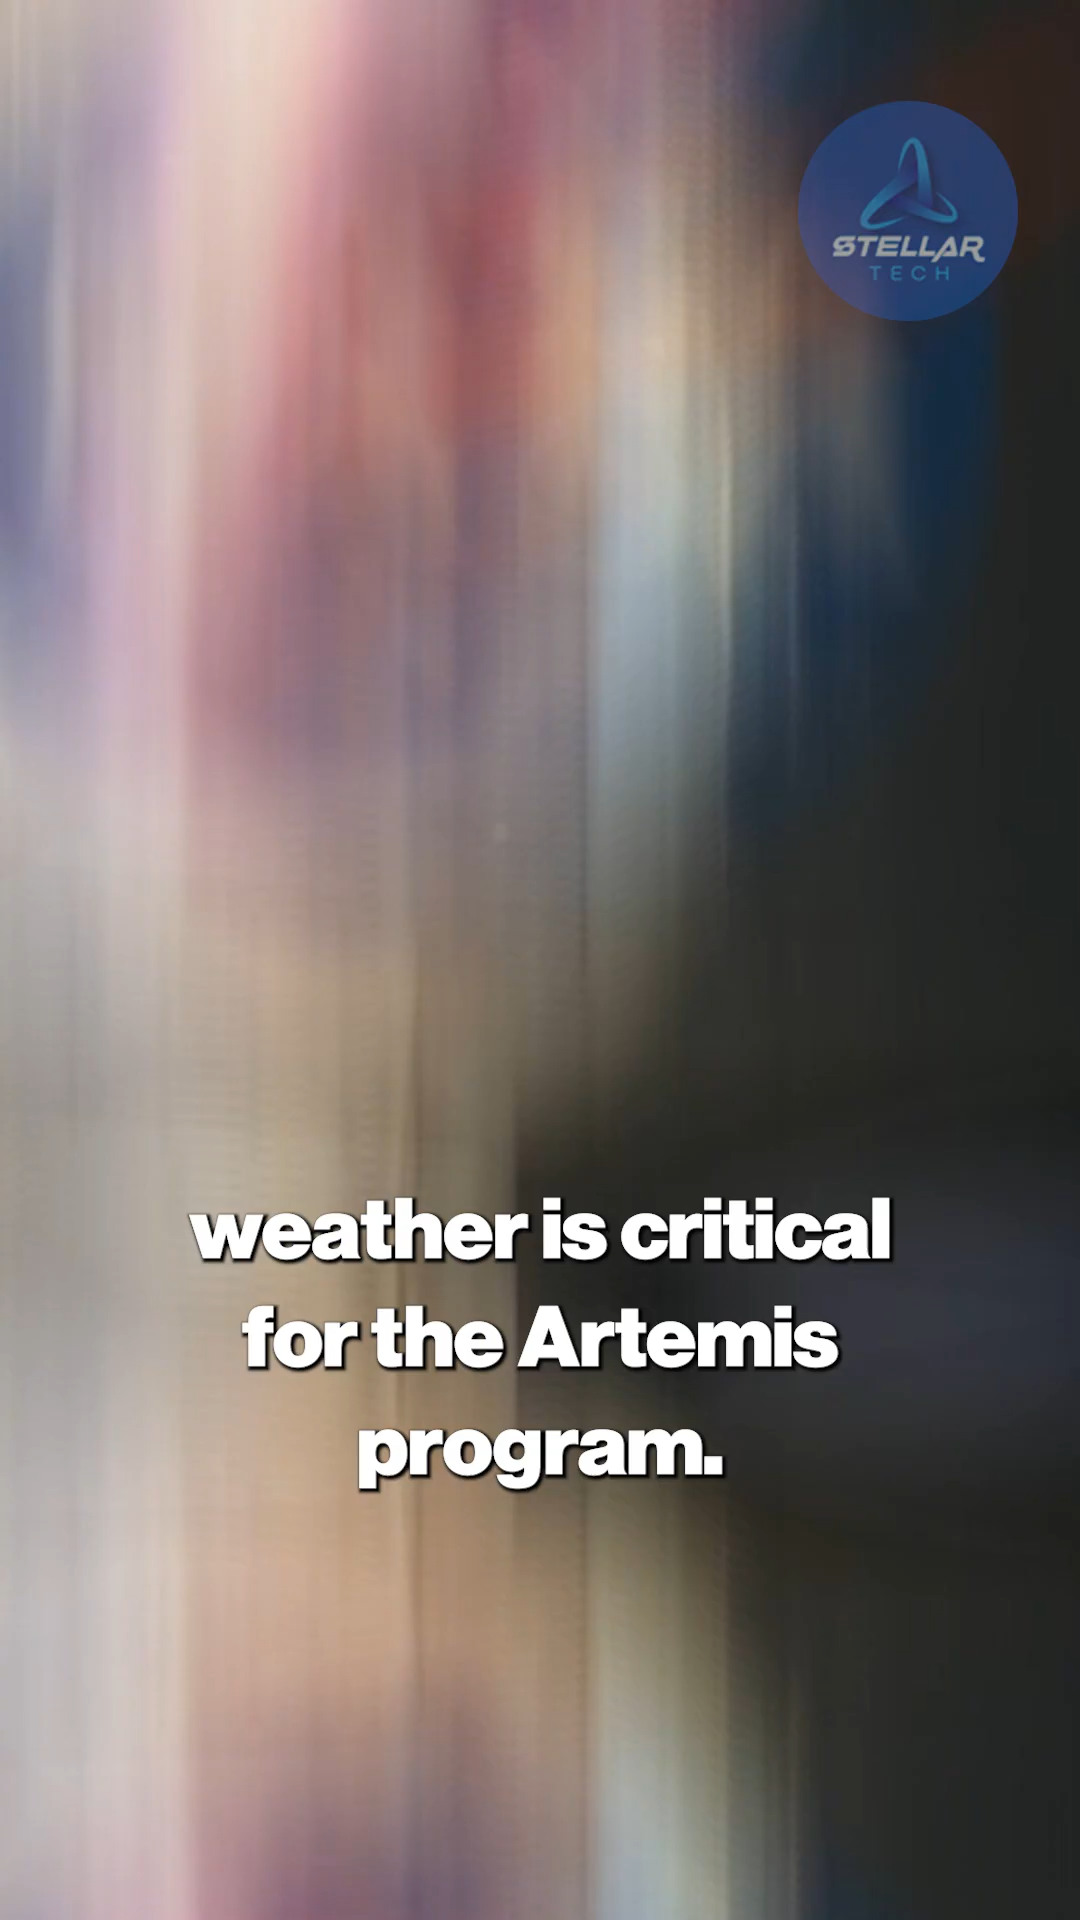 STELLAR
TECH
weather is critical
for the Artemis
program.